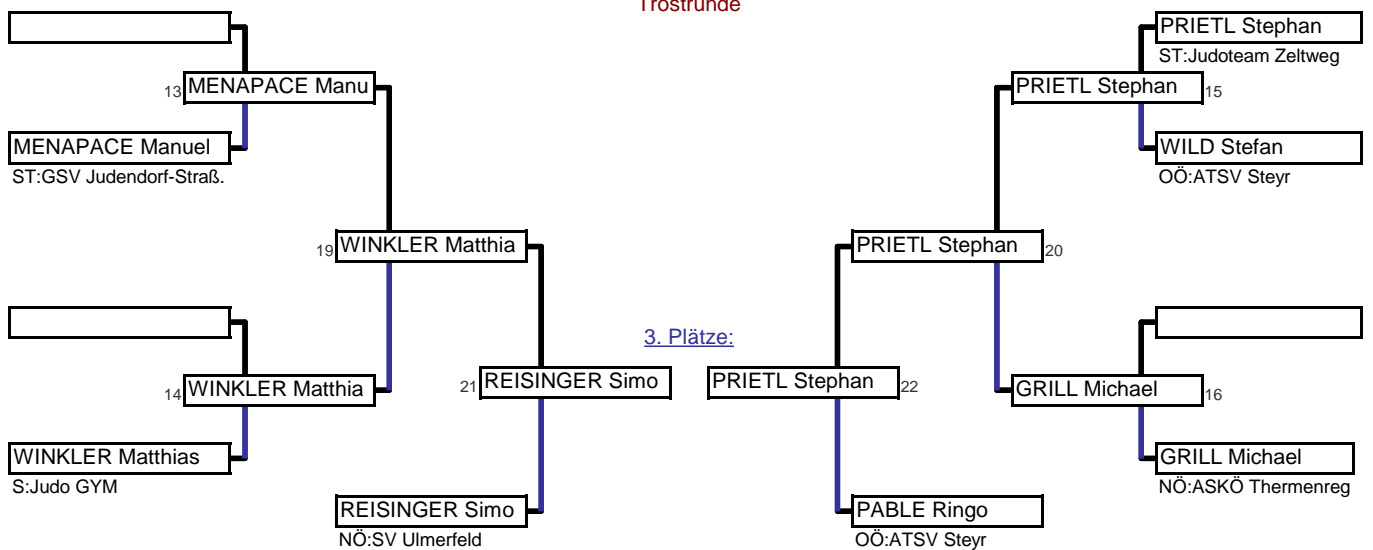 Trostrunde
PRIETL Stephan
ST:Judoteam Zeltweg
13 MENAPACE Manu
PRIETL Stephan 15
MENAPACE Manuel
ST:GSV Judendorf-Straß.
WILD Stefan
OÖ:ATSV Steyr
19 WINKLER Matthia
PRIETL Stephan 20
3. Plätze:
14 WINKLER Matthia
21 REISINGER Simo
PRIETL Stephan 22
GRILL Michael 16
WINKLER Matthias
S:Judo GYM
GRILL Michael
NÖ:ASKÖ Thermenreg
REISINGER Simo
NÖ:SV Ulmerfeld
PABLE Ringo
OÖ:ATSV Steyr